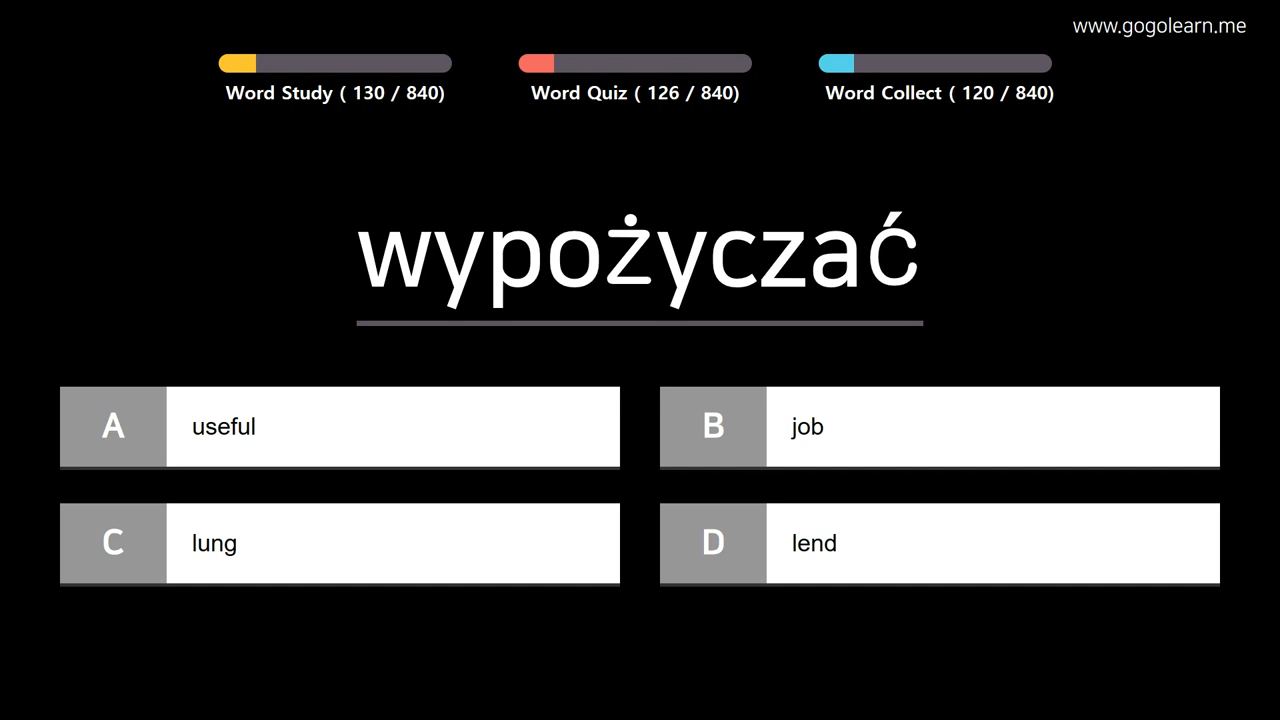 www.gogolearn.me
Word Study ( 130 / 840)
Word Quiz ( 126 / 840)
Word Collect ( 120 / 840)
wypożyczać
A useful
B job
C lung
D lend